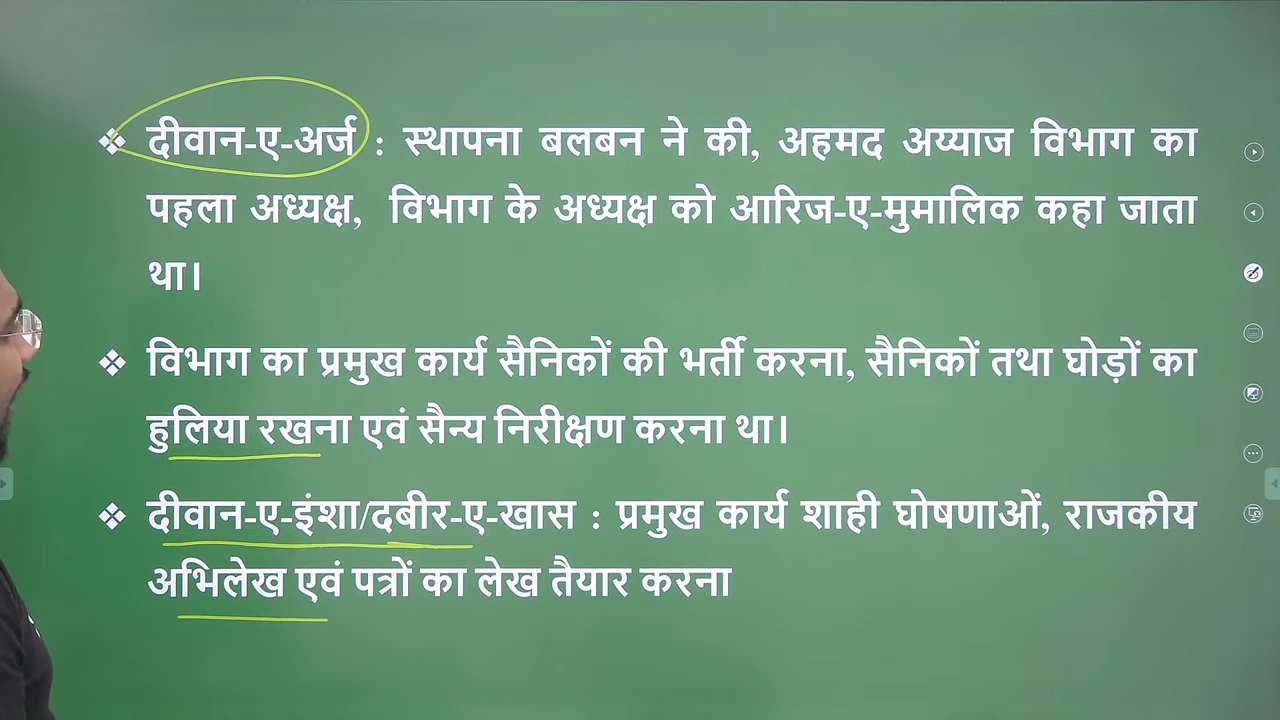 ❖ दीवान-ए-अर्ज : स्थापना बलबन ने की, अहमद अय्याज विभाग का
पहला अध्यक्ष, विभाग के अध्यक्ष को आरिज-ए-मुमालिक कहा जाता
था।
❖ विभाग का प्रमुख कार्य सैनिकों की भर्ती करना, सैनिकों तथा घोड़ों का
हुलिया रखना एवं सैन्य निरीक्षण करना था।
❖ दीवान-ए-इंशा/दबीर-ए-खास : प्रमुख कार्य शाही घोषणाओं, राजकीय
अभिलेख एवं पत्रों का लेख तैयार करना